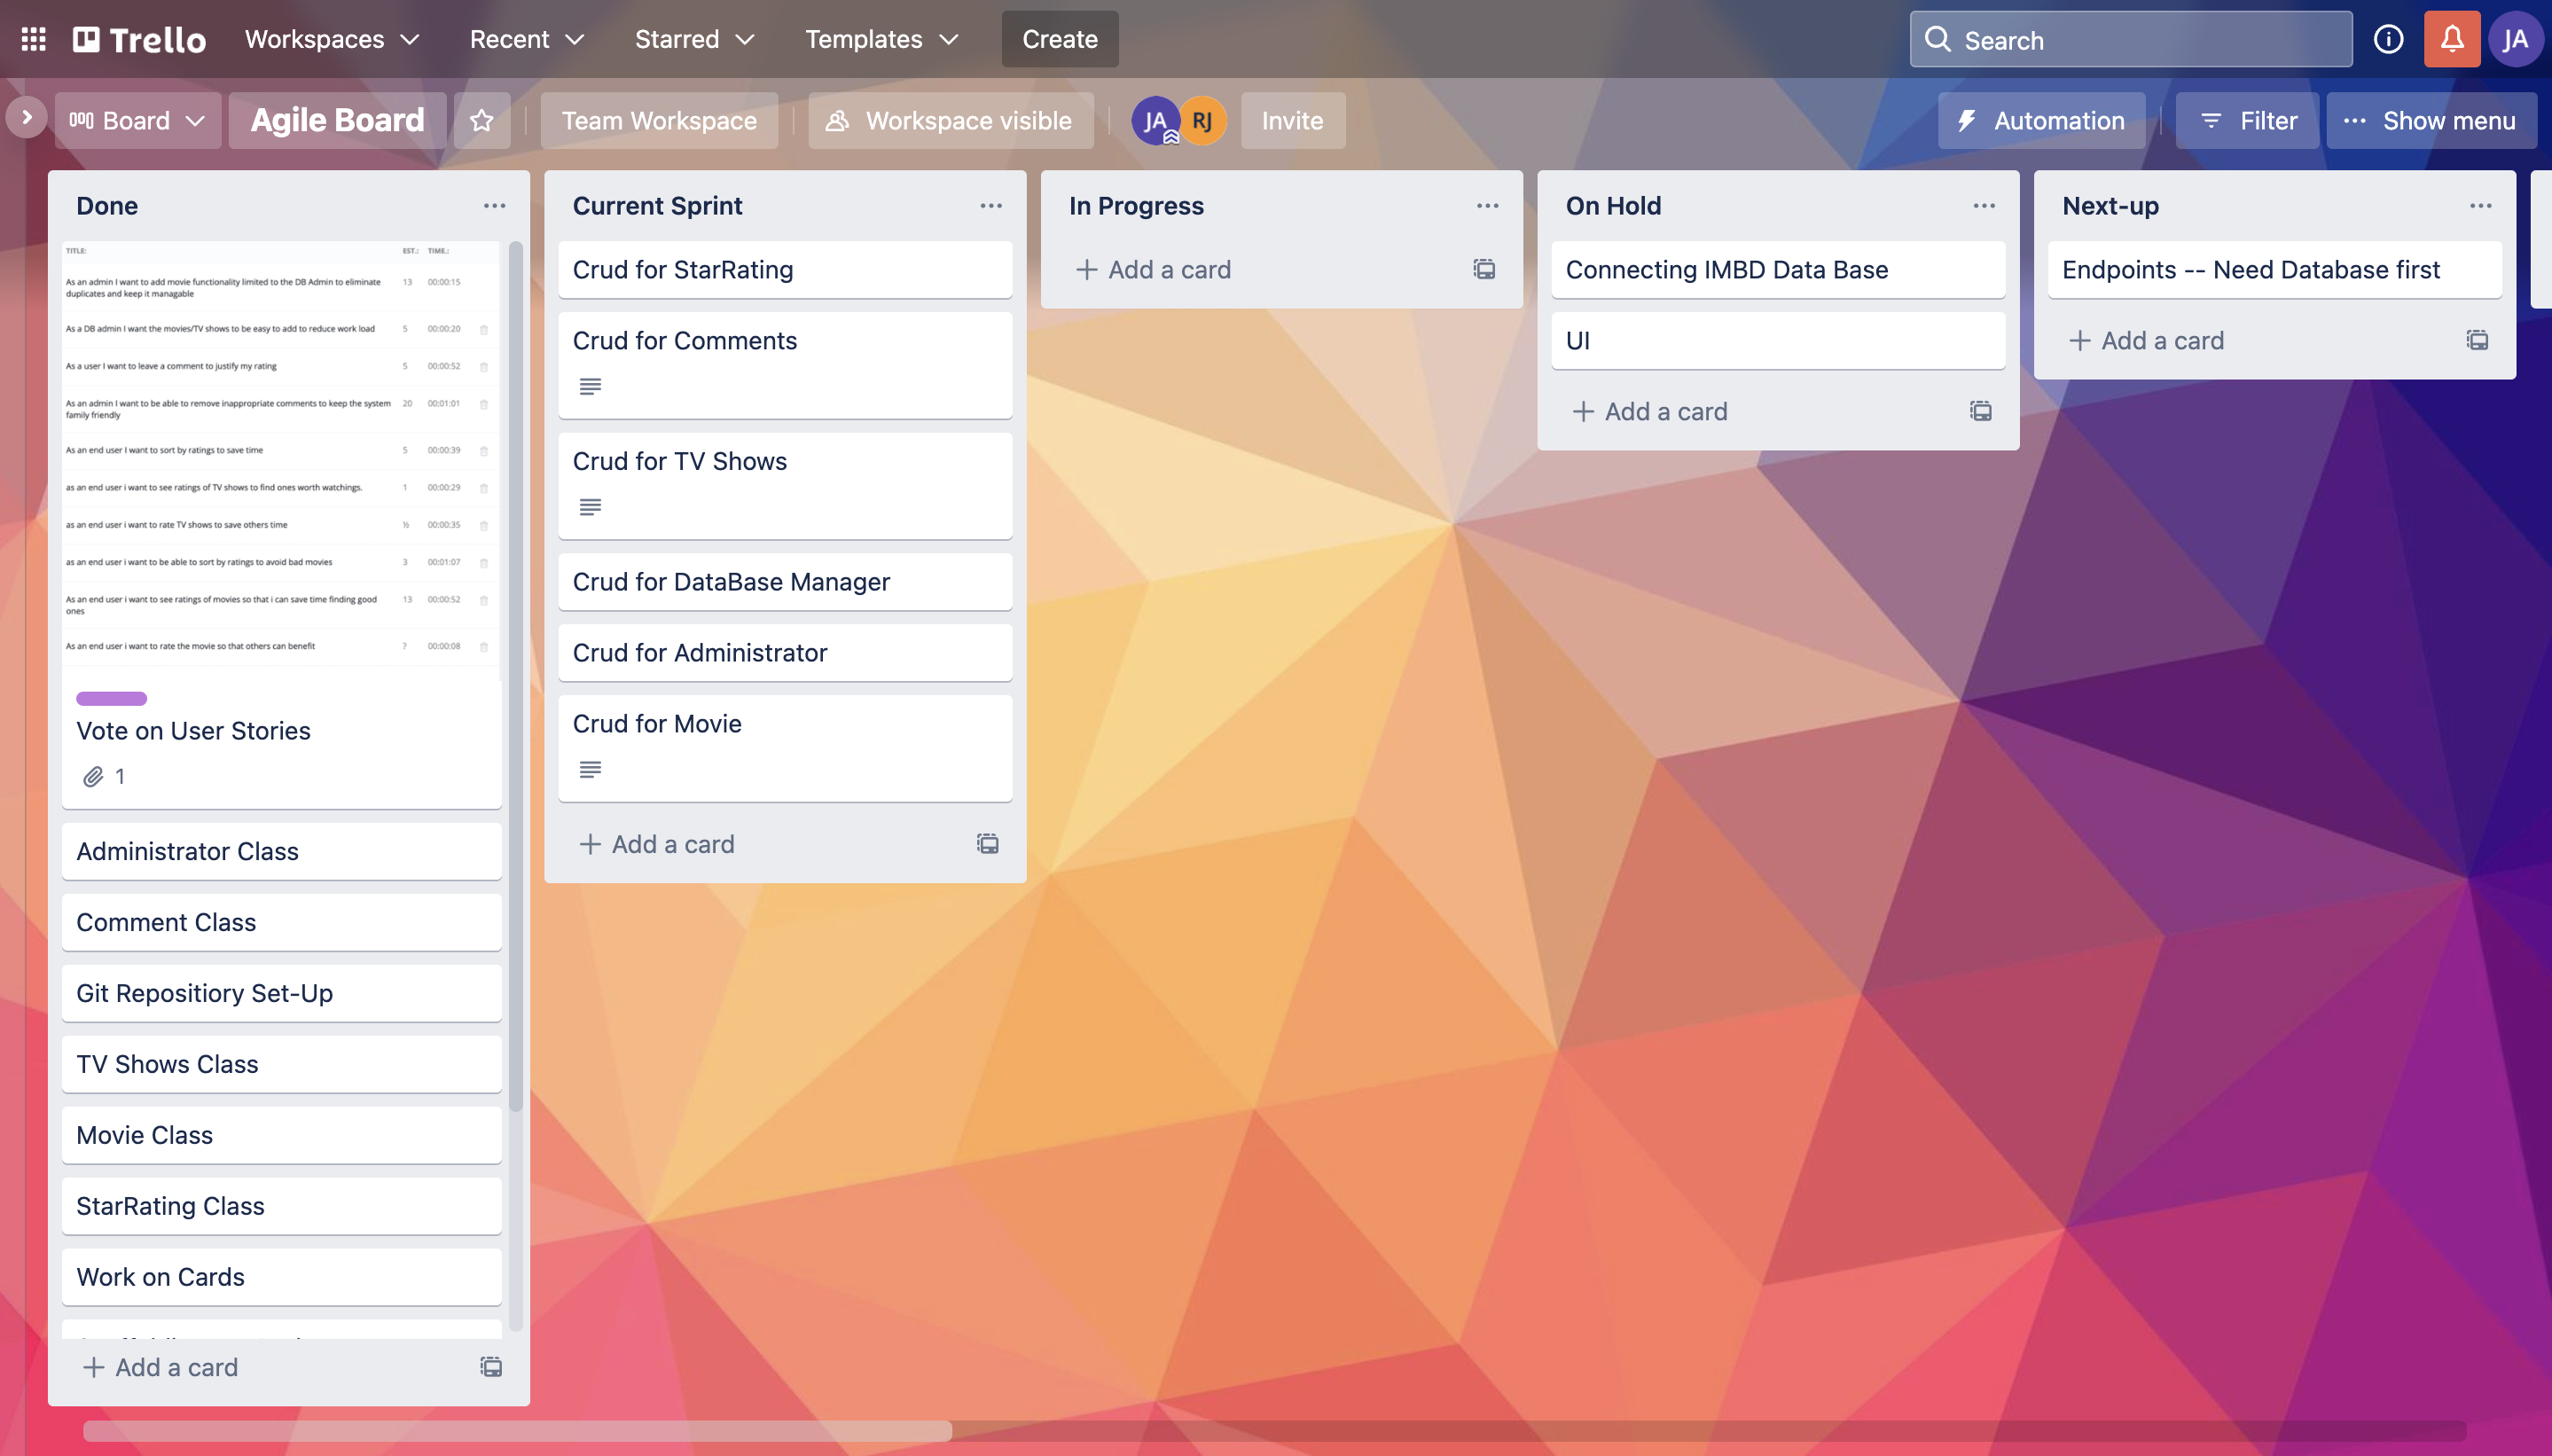 Trello Workspaces Recent Starred Templates Create Search JA
Board Agile Board Team Workspace Workspace visible JA RJ Invite Automation Filter Show menu
Done
TITLE: EST.: TIME.:
As an admin I want to add movie functionality limited to the DB Admin to eliminate 13 00:00:15
duplicates and keep it managable
As a DB admin I want the movies/TV shows to be easy to add to reduce work load 5 00:00:20
As a user I want to leave a comment to justify my rating 5 00:00:52
As an admin I want to be able to remove inappropriate comments to keep the system 20 00:01:01
family friendly
As an end user I want to sort by ratings to save time 5 00:00:39
as an end user i want to see ratings of TV shows to find ones worth watchings. 1 00:00:29
as an end user i want to rate TV shows to save others time ½ 00:00:35
as an end user i want to be able to sort by ratings to avoid bad movies 3 00:01:07
As an end user i want to see ratings of movies so that i can save time finding good 13 00:00:52
ones
As an end user i want to rate the movie so that others can benefit ? 00:00:08
Vote on User Stories
1
Administrator Class
Comment Class
Git Repositiory Set-Up
TV Shows Class
Movie Class
StarRating Class
Work on Cards
Add a card
Current Sprint
Crud for StarRating
Crud for Comments
Crud for TV Shows
Crud for DataBase Manager
Crud for Administrator
Crud for Movie
Add a card
In Progress
Add a card
On Hold
Connecting IMBD Data Base
UI
Add a card
Next-up
Endpoints -- Need Database first
Add a card